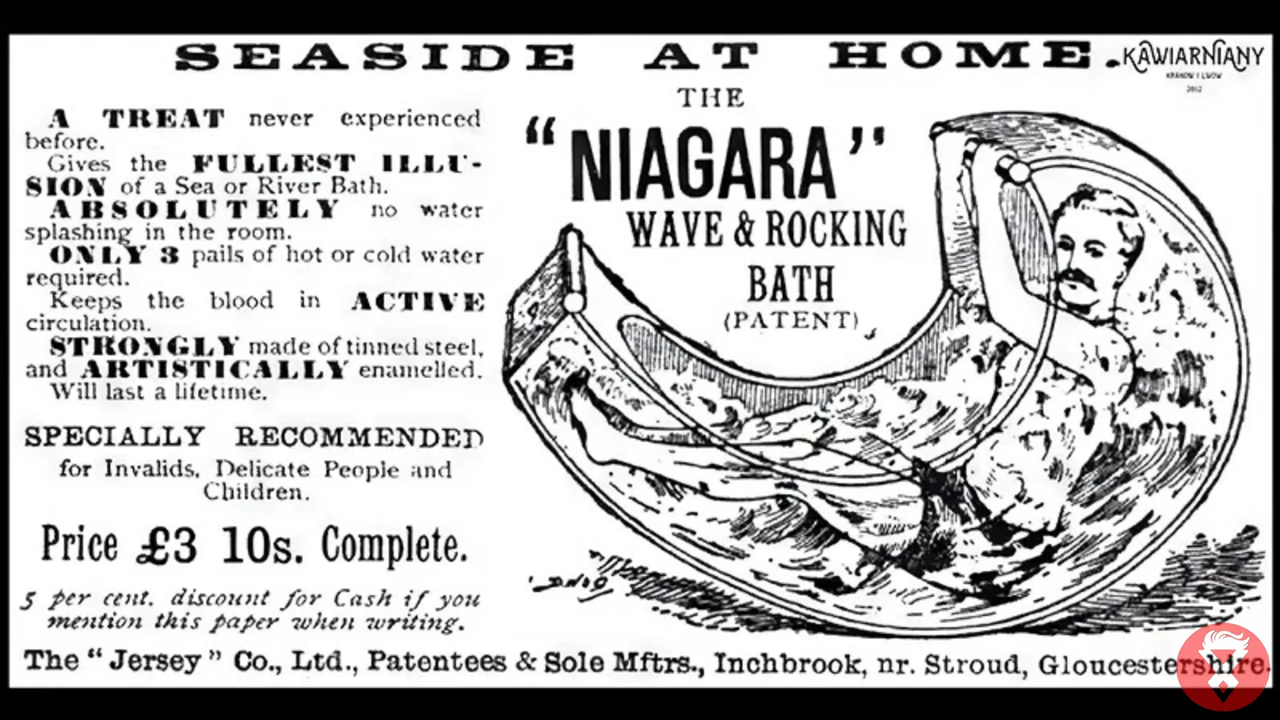 SEASIDE AT HOME.
KAWIARNIANY
KRAKÓW I LWÓW
2012
A TREAT never experienced
before.
Gives the FULLEST ILLU-
SION of a Sea or River Bath.
ABSOLUTELY no water
splashing in the room.
ONLY 3 pails of hot or cold water
required.
Keeps the blood in ACTIVE
circulation.
STRONGLY made of tinned steel,
and ARTISTICALLY enamelled.
Will last a lifetime.
SPECIALLY RECOMMENDED
for Invalids, Delicate People and
Children.
Price £3 10s. Complete.
5 per cent. discount for Cash if you
mention this paper when writing.
THE
"NIAGARA"
WAVE & ROCKING
BATH
(PATENT)
The "Jersey" Co., Ltd., Patentees & Sole Mftrs., Inchbrook, nr. Stroud, Gloucestershire.